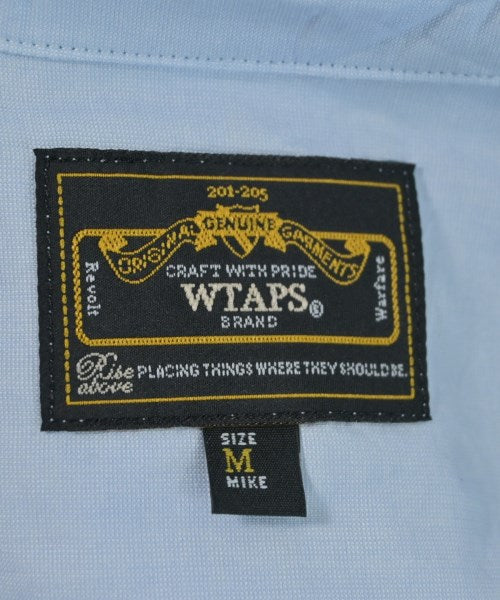 201-205
ORIGINAL GENUINE GARMENTS
CRAFT WITH PRIDE
Revolt
WTAPS®
Warfare
BRAND
Rise above
PLACING THINGS WHERE THEY SHOULD BE.
SIZE
M
MIKE